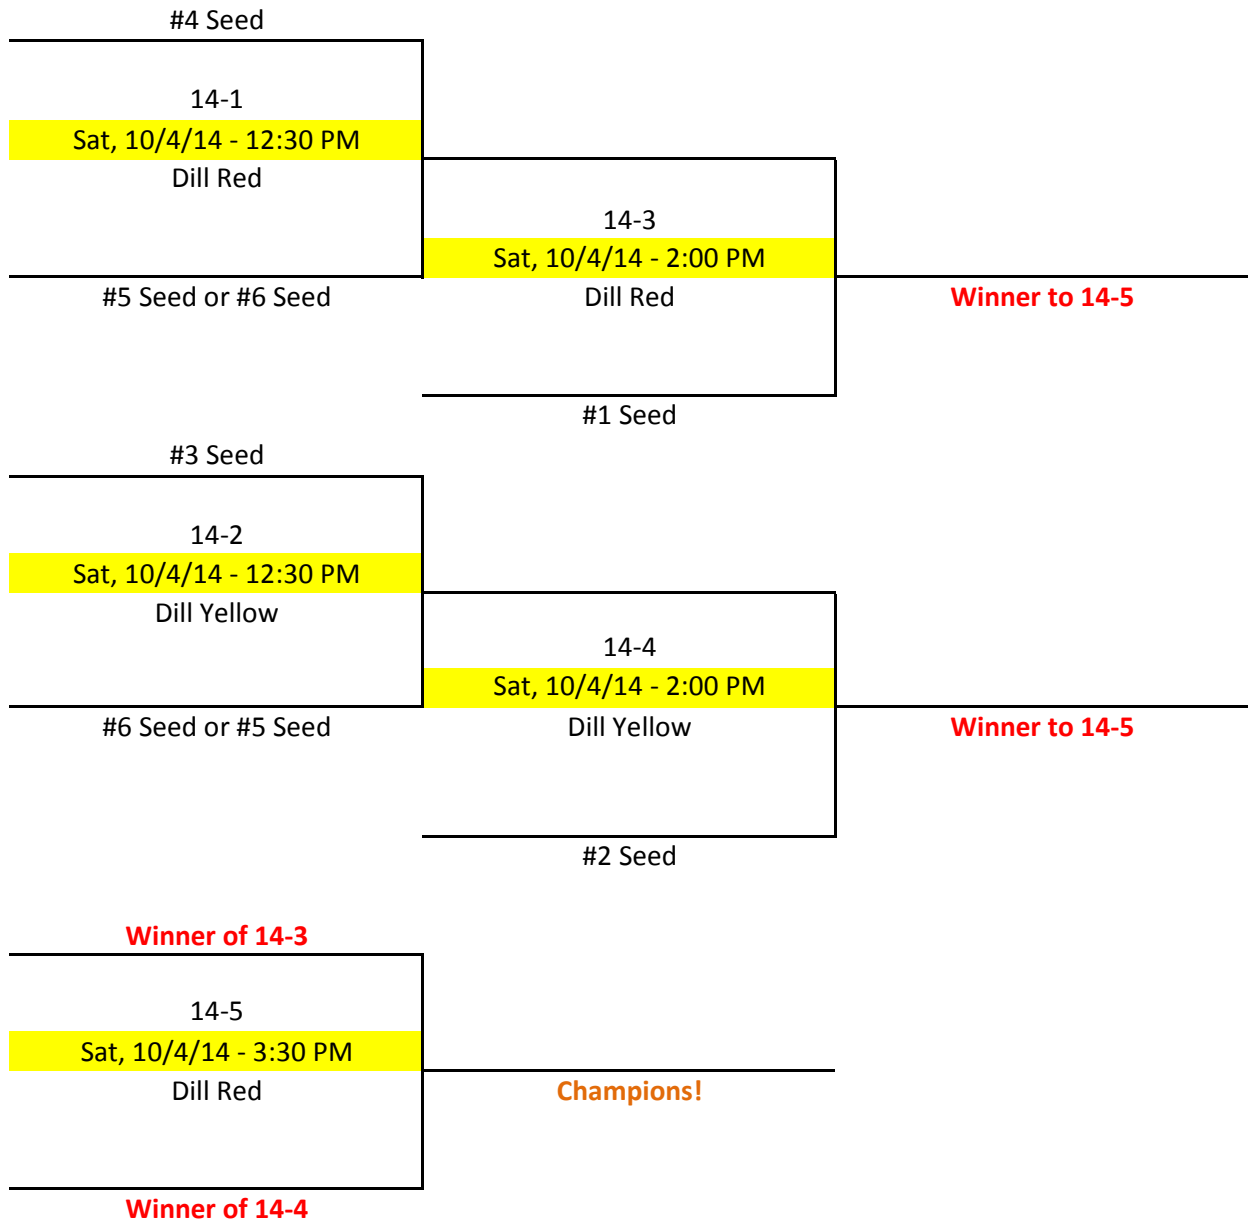 #4 Seed
14-1
Sat, 10/4/14 - 12:30 PM
Dill Red
14-3
Sat, 10/4/14 - 2:00 PM
#5 Seed or #6 Seed
Dill Red
Winner to 14-5
#1 Seed
#3 Seed
14-2
Sat, 10/4/14 - 12:30 PM
Dill Yellow
14-4
Sat, 10/4/14 - 2:00 PM
#6 Seed or #5 Seed
Dill Yellow
Winner to 14-5
#2 Seed
Winner of 14-3
14-5
Sat, 10/4/14 - 3:30 PM
Dill Red
Champions!
Winner of 14-4